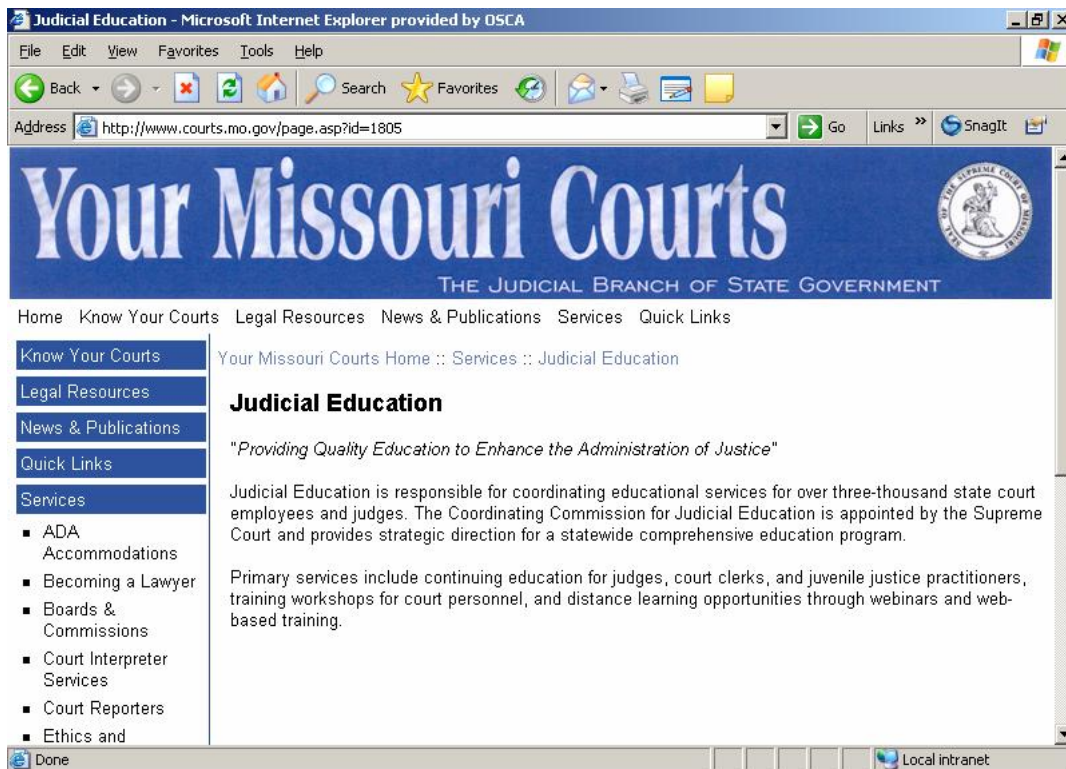 Judicial Education - Microsoft Internet Explorer provided by OSCA
File Edit View Favorites Tools Help
Back Search Favorites
Address http://www.courts.mo.gov/page.asp?id=1805 Go Links » SnagIt
Your Missouri Courts
THE JUDICIAL BRANCH OF STATE GOVERNMENT
SEAL OF THE SUPREME COURT OF MISSOURI
Home Know Your Courts Legal Resources News & Publications Services Quick Links
Know Your Courts
Legal Resources
News & Publications
Quick Links
Services
▪ ADA
Accommodations
▪ Becoming a Lawyer
▪ Boards &
Commissions
▪ Court Interpreter
Services
▪ Court Reporters
▪ Ethics and
Your Missouri Courts Home :: Services :: Judicial Education
Judicial Education
"Providing Quality Education to Enhance the Administration of Justice"
Judicial Education is responsible for coordinating educational services for over three-thousand state court
employees and judges. The Coordinating Commission for Judicial Education is appointed by the Supreme
Court and provides strategic direction for a statewide comprehensive education program.
Primary services include continuing education for judges, court clerks, and juvenile justice practitioners,
training workshops for court personnel, and distance learning opportunities through webinars and web-
based training.
Done Local intranet